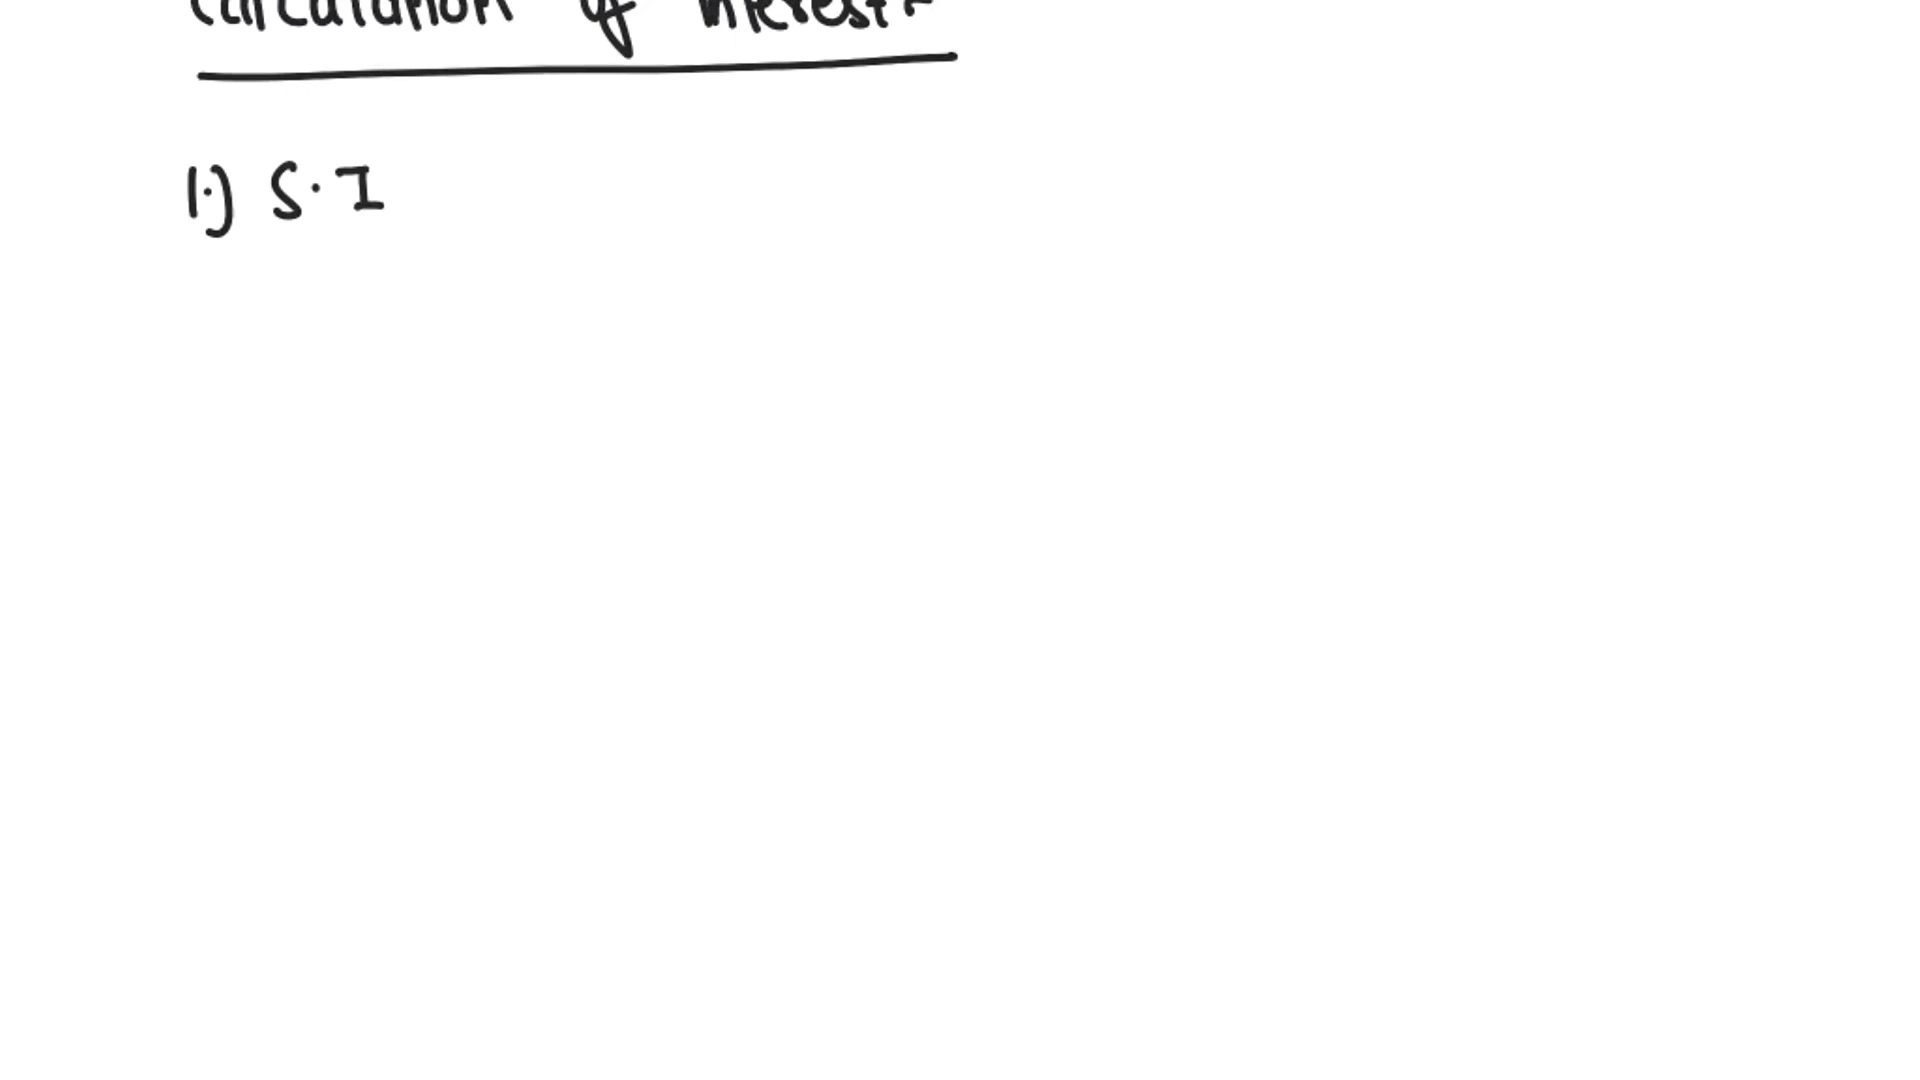 Calculation of interest:-
1.) S.I